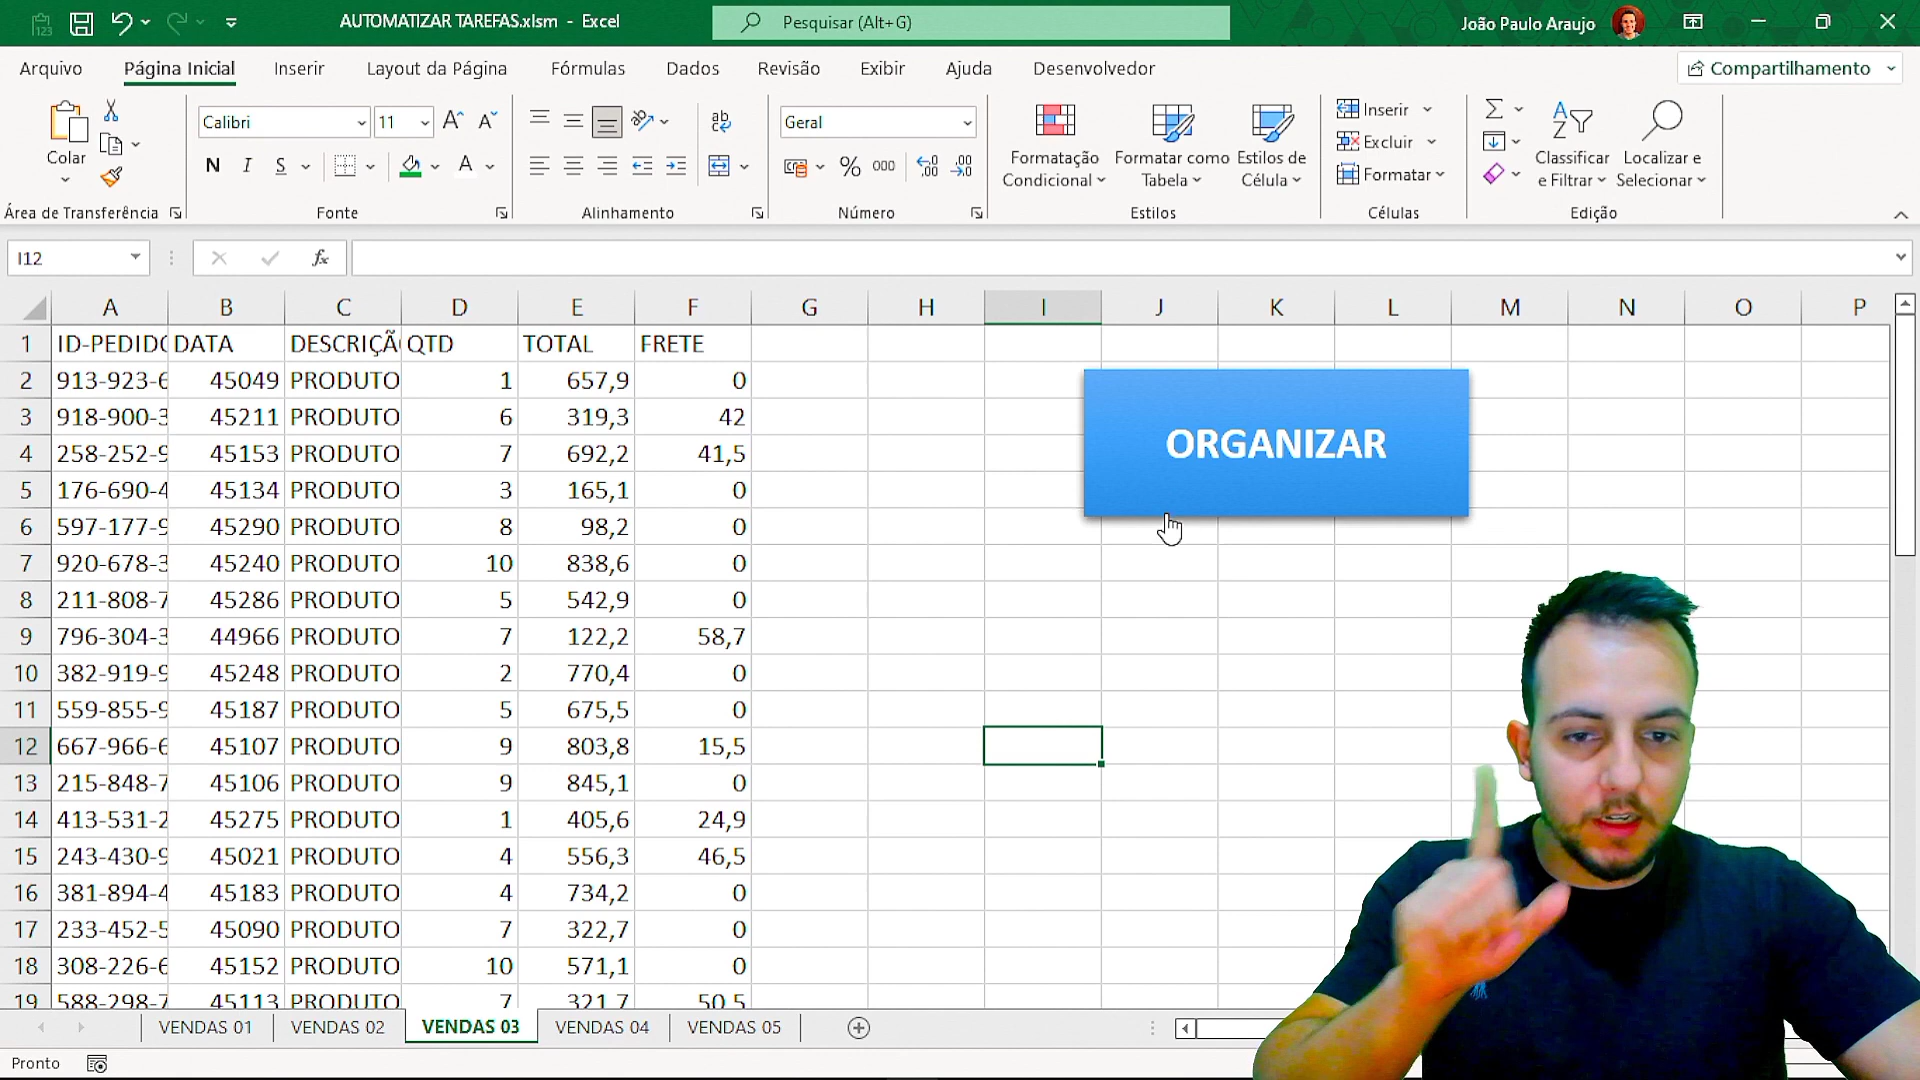 AUTOMATIZAR TAREFAS.xlsm - Excel
Pesquisar (Alt+G)
João Paulo Araujo
Arquivo Página Inicial Inserir Layout da Página Fórmulas Dados Revisão Exibir Ajuda Desenvolvedor Compartilhamento
Colar
Área de Transferência
Calibri 11
N I S
Fonte
Alinhamento
Geral
% 000
Número
Formatação Condicional
Formatar como Tabela
Estilos de Célula
Estilos
Inserir
Excluir
Formatar
Células
Classificar e Filtrar
Localizar e Selecionar
Edição
I12
fx
A B C D E F G H I J K L M N O P
1 ID-PEDIDO DATA DESCRIÇÃ QTD TOTAL FRETE
2 913-923-6 45049 PRODUTO 1 657,9 0
3 918-900-3 45211 PRODUTO 6 319,3 42
4 258-252-9 45153 PRODUTO 7 692,2 41,5
5 176-690-4 45134 PRODUTO 3 165,1 0
6 597-177-9 45290 PRODUTO 8 98,2 0
7 920-678-3 45240 PRODUTO 10 838,6 0
8 211-808-7 45286 PRODUTO 5 542,9 0
9 796-304-3 44966 PRODUTO 7 122,2 58,7
10 382-919-9 45248 PRODUTO 2 770,4 0
11 559-855-9 45187 PRODUTO 5 675,5 0
12 667-966-6 45107 PRODUTO 9 803,8 15,5
13 215-848-7 45106 PRODUTO 9 845,1 0
14 413-531-2 45275 PRODUTO 1 405,6 24,9
15 243-430-9 45021 PRODUTO 4 556,3 46,5
16 381-894-4 45183 PRODUTO 4 734,2 0
17 233-452-5 45090 PRODUTO 7 322,7 0
18 308-226-6 45152 PRODUTO 10 571,1 0
19 588-298-7 45113 PRODUTO 7 321,7 50,5
ORGANIZAR
VENDAS 01 VENDAS 02 VENDAS 03 VENDAS 04 VENDAS 05
Pronto